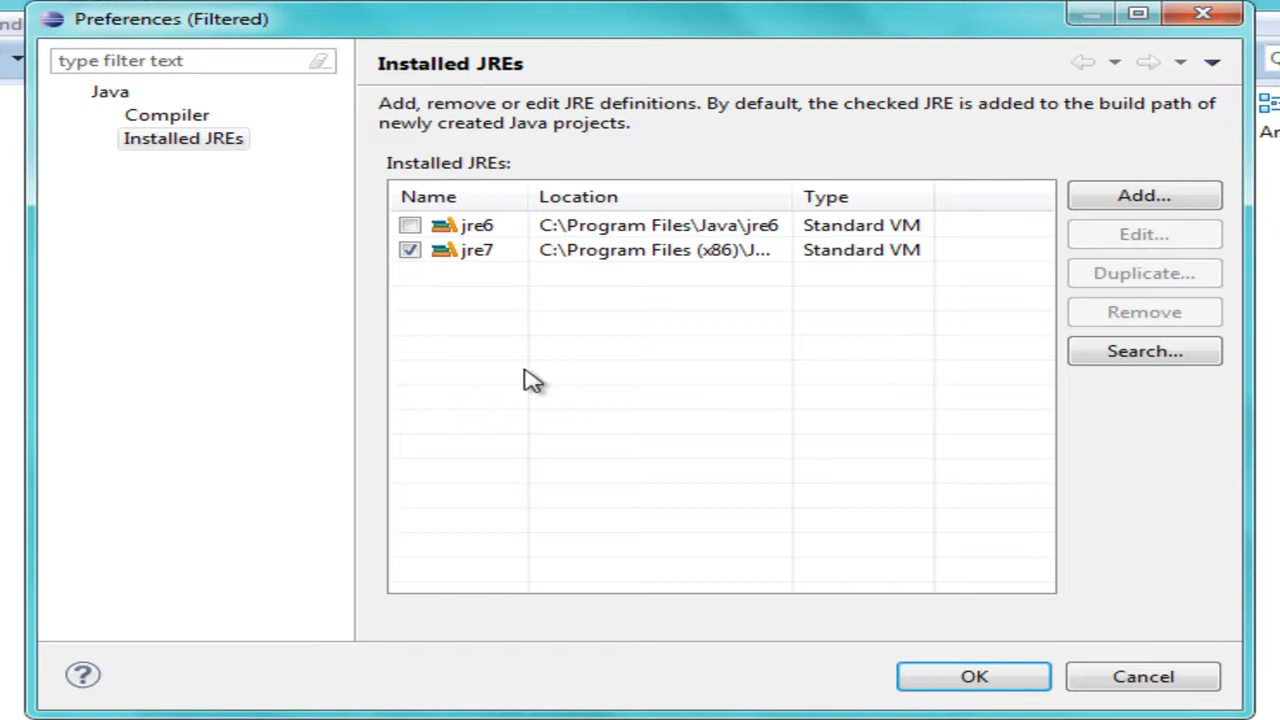 nd
Preferences (Filtered)
type filter text
Java
Compiler
Installed JREs
Installed JREs
Add, remove or edit JRE definitions. By default, the checked JRE is added to the build path of
newly created Java projects.
Installed JREs:
Name Location Type
jre6 C:\Program Files\Java\jre6 Standard VM
jre7 C:\Program Files (x86)\J... Standard VM
Add...
Edit...
Duplicate...
Remove
Search...
?
OK
Cancel